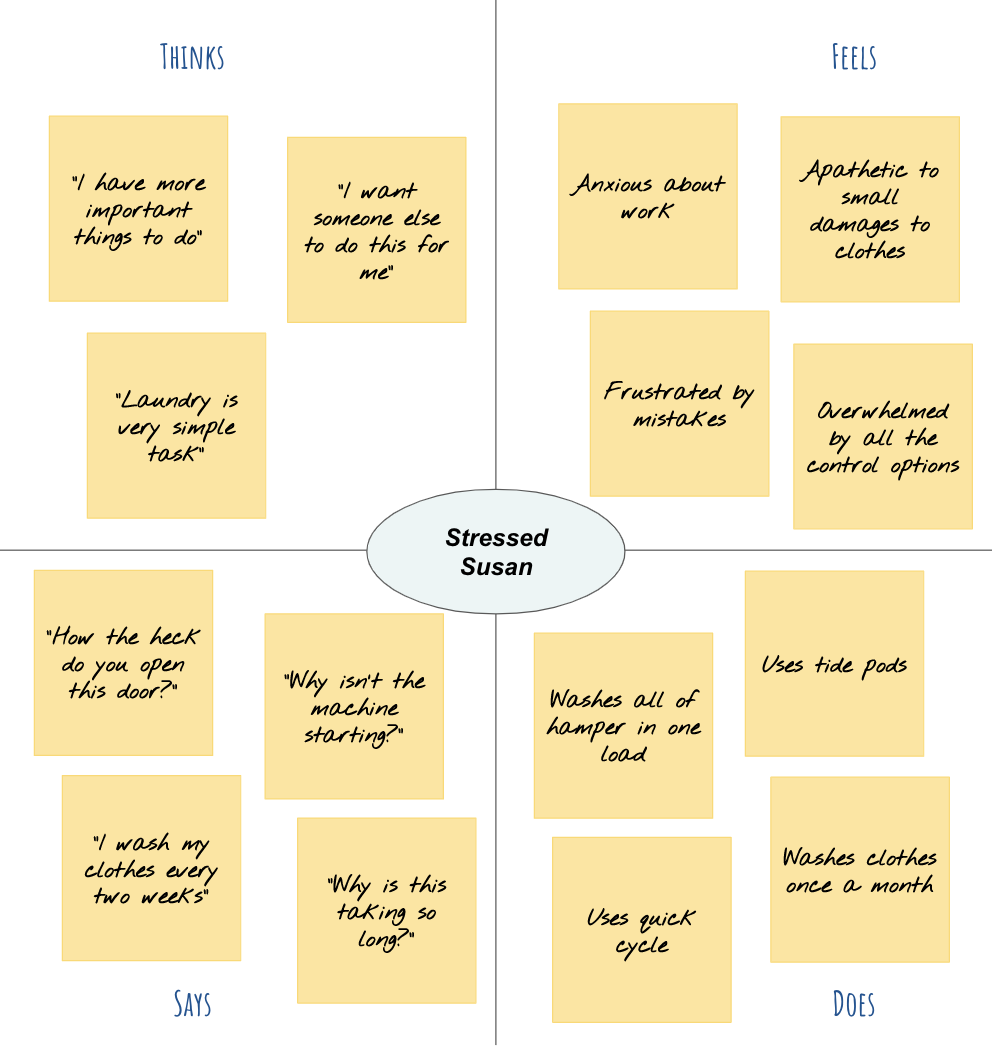 THINKS
"I have more
important
things to do"
"I want
someone else
to do this for
me"
"Laundry is
very simple
task"
FEELS
Anxious about
work
Apathetic to
small
damages to
clothes
Frustrated by
mistakes
Overwhelmed
by all the
control options
Stressed
Susan
"How the heck
do you open
this door?"
"Why isn't the
machine
starting?"
"I wash my
clothes every
two weeks"
"Why is this
taking so
long?"
SAYS
Washes all of
hamper in one
load
Uses tide pods
Uses quick
cycle
Washes clothes
once a month
DOES